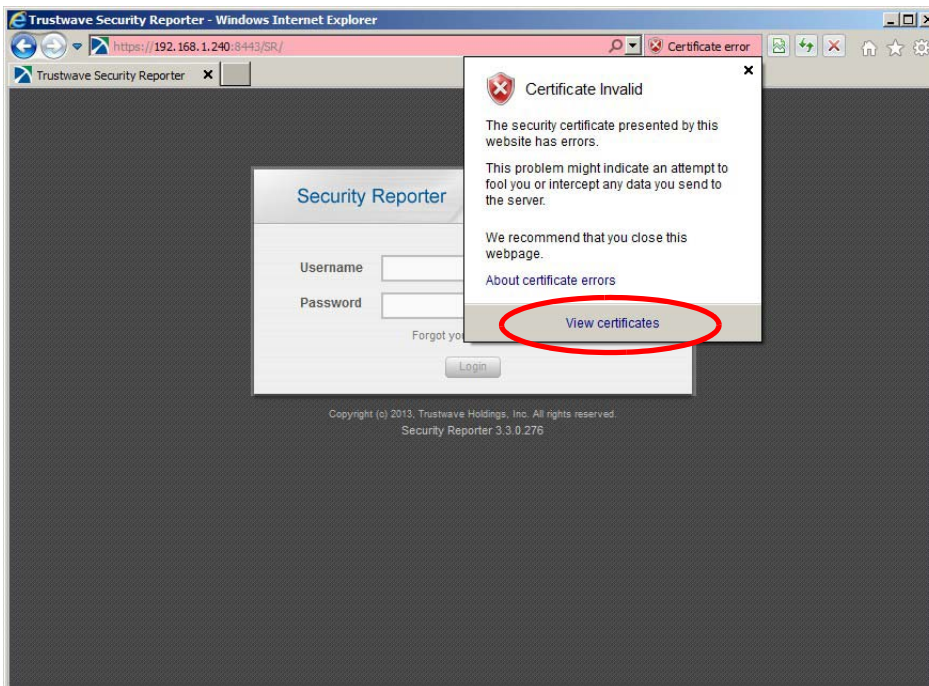 Trustwave Security Reporter - Windows Internet Explorer
https://192.168.1.240:8443/SR/
Certificate error
Trustwave Security Reporter
Certificate Invalid
The security certificate presented by this
website has errors.
This problem might indicate an attempt to
fool you or intercept any data you send to
the server.
We recommend that you close this
webpage.
About certificate errors
View certificates
Security Reporter
Username
Password
Forgot
Login
Copyright (c) 2013, Trustwave Holdings, Inc. All rights reserved.
Security Reporter 3.3.0.276